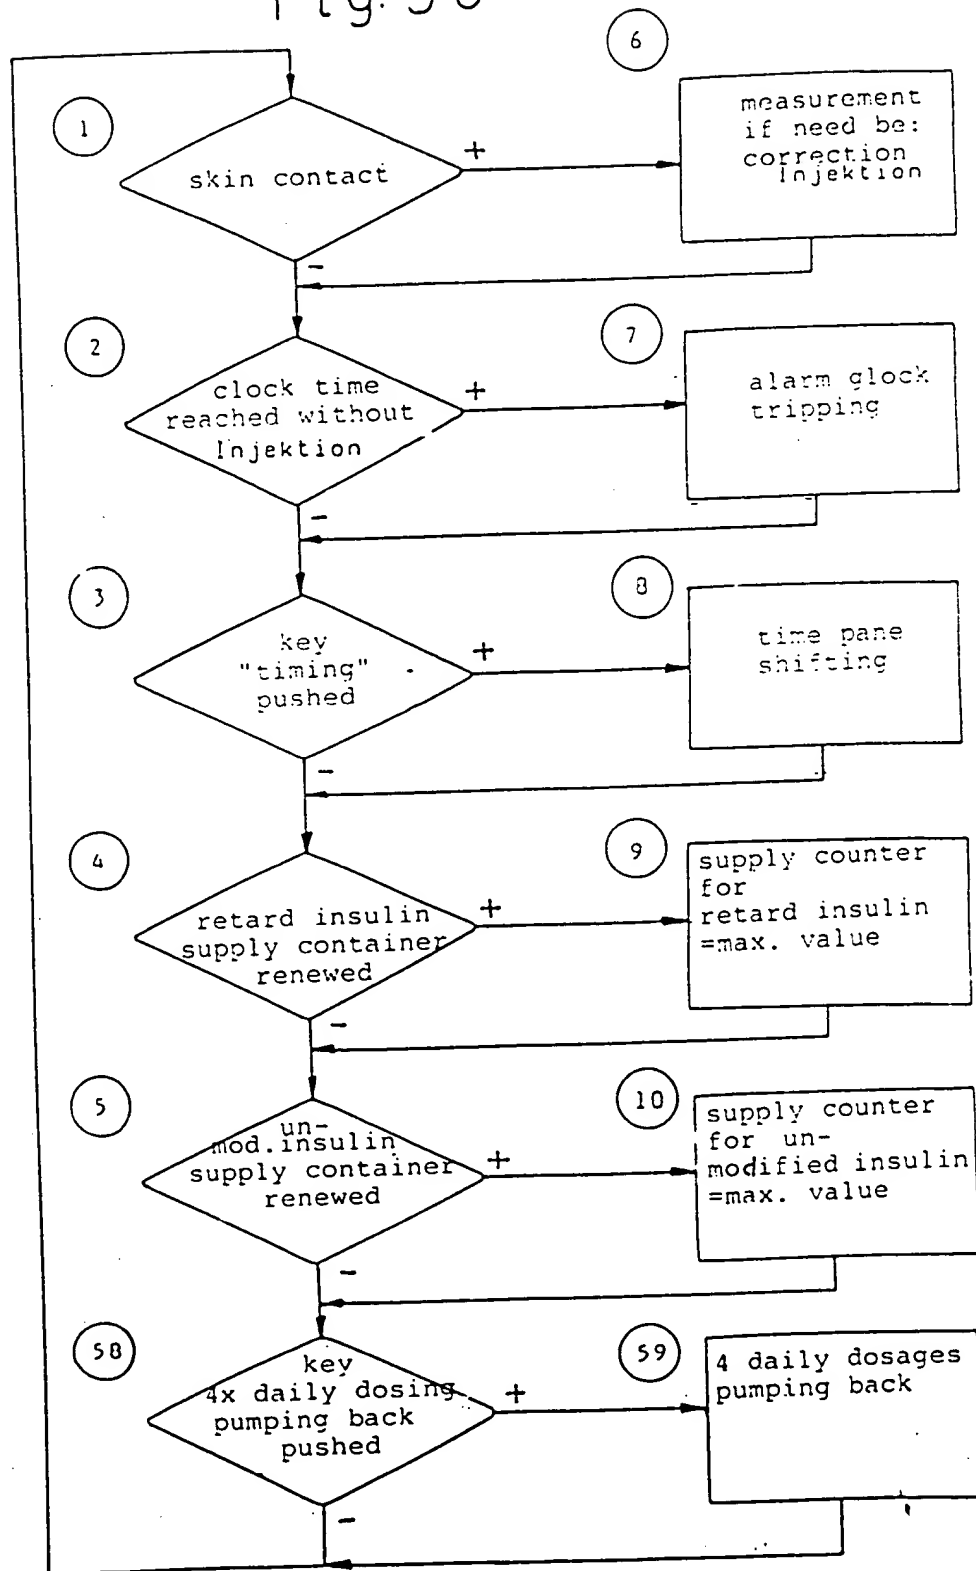 6
1
skin contact
+
measurement
if need be:
correction
Injektion
-
2
clock time
reached without
Injektion
+
7
alarm glock
tripping
-
3
key
"timing"
pushed
+
8
time pane
shifting
-
4
retard insulin
supply container
renewed
+
9
supply counter
for
retard insulin
=max. value
-
5
un-
mod.insulin
supply container
renewed
+
10
supply counter
for un-
modified insulin
=max. value
-
58
key
4x daily dosing
pumping back
pushed
+
59
4 daily dosages
pumping back
-